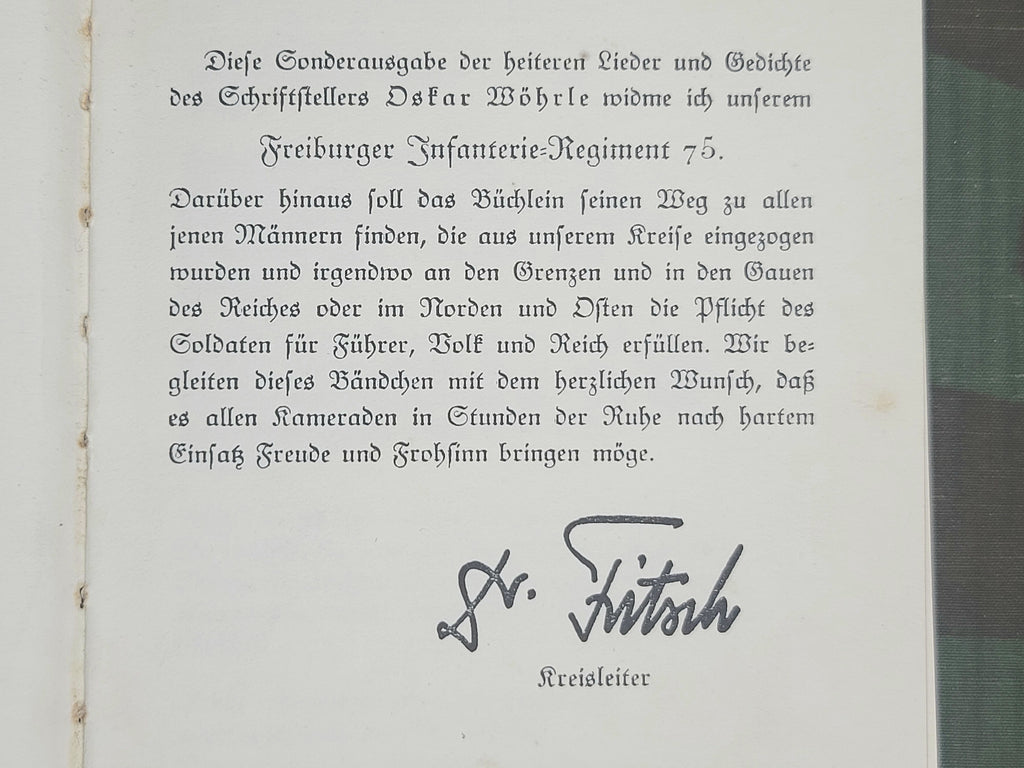 Diese Sonderausgabe der heiteren Lieder und Gedichte
des Schriftstellers Oskar Wöhrle widme ich unserem
Freiburger Infanterie-Regiment 75.
Darüber hinaus soll das Büchlein seinen Weg zu allen
jenen Männern finden, die aus unserem Kreise eingezogen
wurden und irgendwo an den Grenzen und in den Gauen
des Reiches oder im Norden und Osten die Pflicht des
Soldaten für Führer, Volk und Reich erfüllen. Wir be-
gleiten dieses Bändchen mit dem herzlichen Wunsch, daß
es allen Kameraden in Stunden der Ruhe nach hartem
Einsatz Freude und Frohsinn bringen möge.
Dr. Fritsch
Kreisleiter